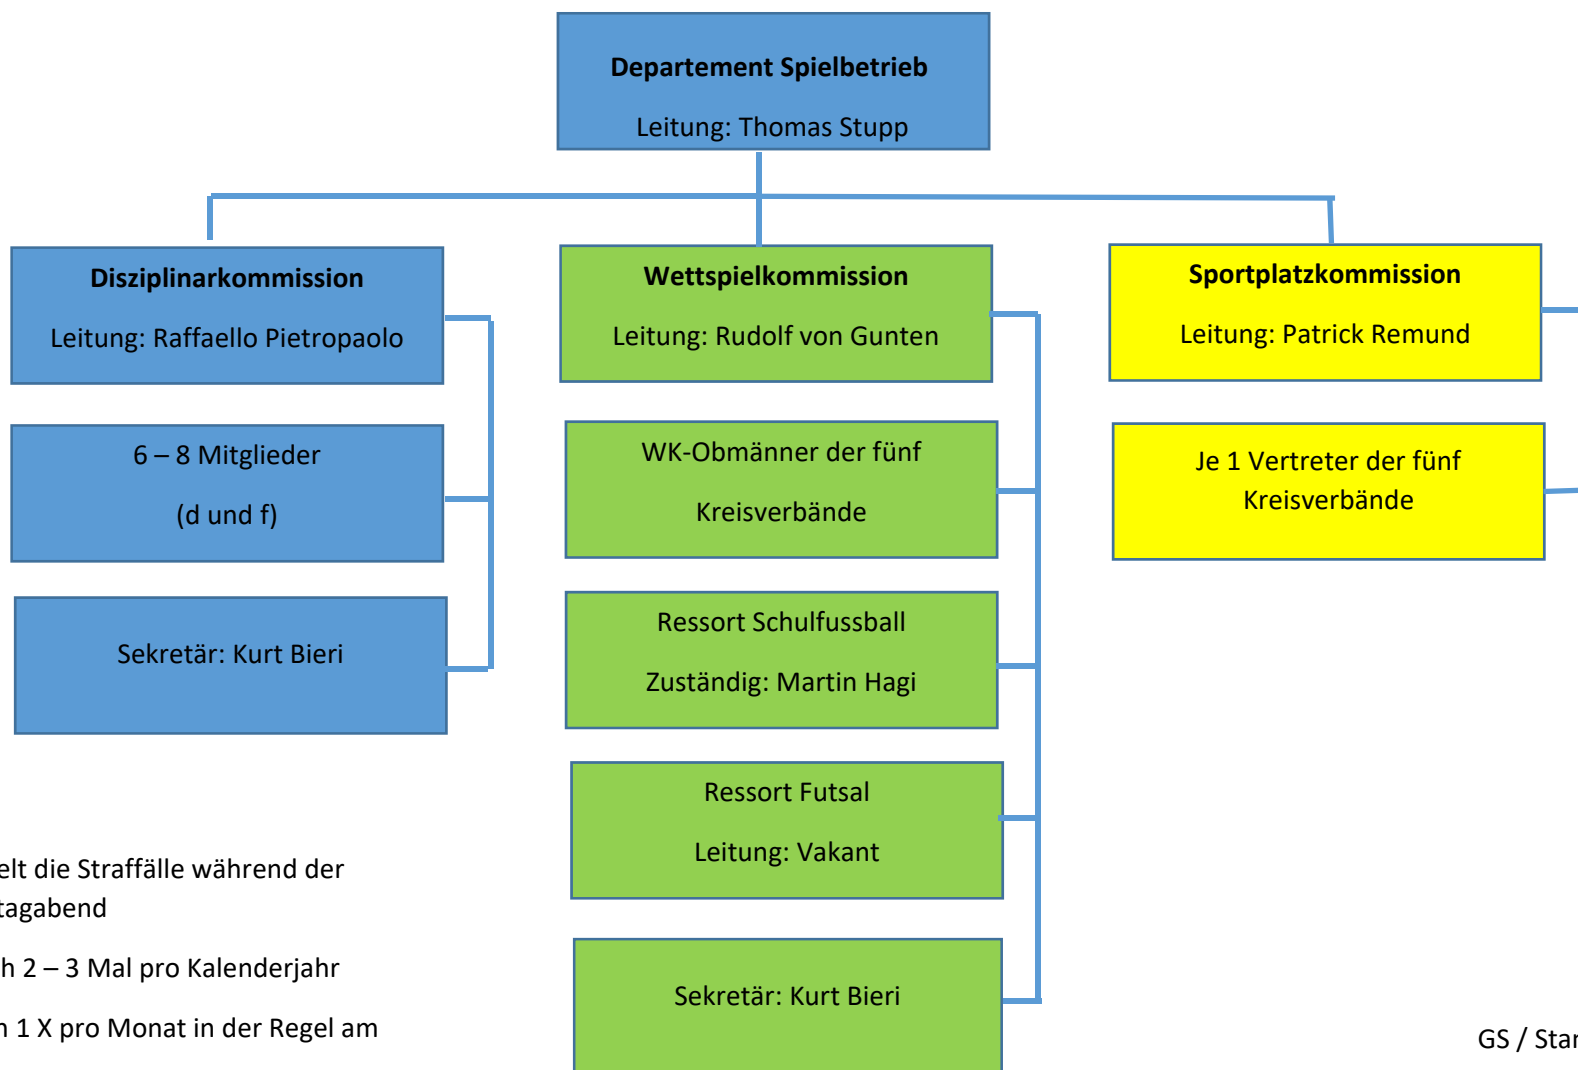 Departement Spielbetrieb
Leitung: Thomas Stupp
Disziplinarkommission
Leitung: Raffaello Pietropaolo
6 – 8 Mitglieder
(d und f)
Sekretär: Kurt Bieri
Wettspielkommission
Leitung: Rudolf von Gunten
WK-Obmänner der fünf
Kreisverbände
Ressort Schulfussball
Zuständig: Martin Hagi
Ressort Futsal
Leitung: Vakant
Sekretär: Kurt Bieri
Sportplatzkommission
Leitung: Patrick Remund
Je 1 Vertreter der fünf
Kreisverbände
die Straffälle während der
2 – 3 Mal pro Kalenderjahr
1 X pro Monat in der Regel am
GS /